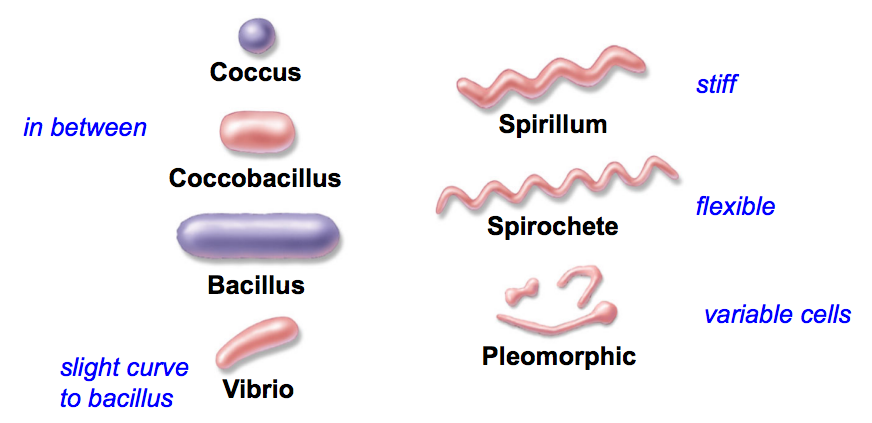 Coccus
in between
Coccobacillus
Bacillus
slight curve
to bacillus
Vibrio
stiff
Spirillum
flexible
Spirochete
variable cells
Pleomorphic